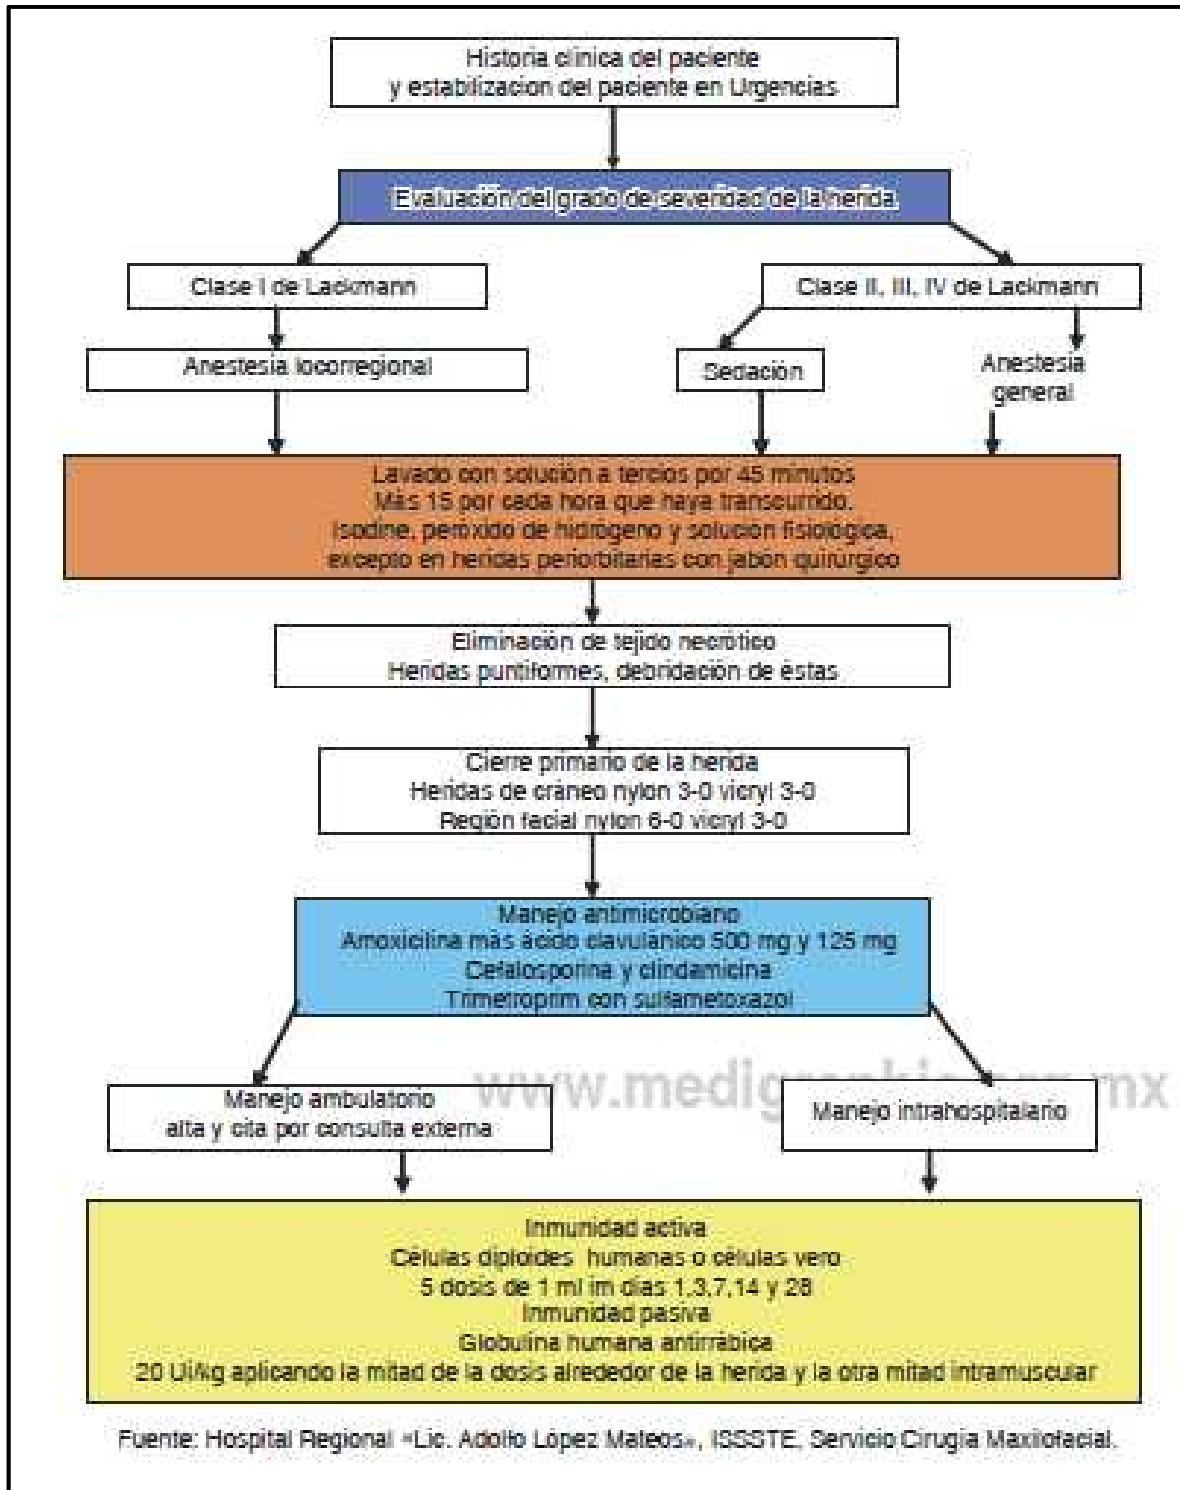 Historia clínica del paciente
y estabilizacion del paciente en Urgencias
Evaluación del grado de severidad de la herida
Clase I de Lackmann
Clase II, III, IV de Lackmann
Anestesia locorregional
Sedación
Anestesia
general
Lavado con solución a tercios por 45 minutos
Más 15 por cada hora que haya transcurrido.
Isodine, peróxido de hidrógeno y solución fisiológica,
excepto en heridas periorbitarias con jabón quirúrgico
Eliminación de tejido necrótico
Heridas puntiformes, debridación de éstas
Cierre primario de la herida
Heridas de cráneo nylon 3-0 vicryl 3-0
Región facial nylon 6-0 vicryl 3-0
Manejo antimicrobiano
Amoxicilina más ácido clavulánico 500 mg y 125 mg
Cefalosporina y clindamicina
Trimetroprim con sulfametoxazol
www.medigraphic.org.mx
Manejo ambulatorio
alta y cita por consulta externa
Manejo intrahospitalario
Inmunidad activa
Células diploides humanas o células vero
5 dosis de 1 ml im días 1,3,7,14 y 28
Inmunidad pasiva
Globulina humana antirrábica
20 UI/kg aplicando la mitad de la dosis alrededor de la herida y la otra mitad intramuscular
Fuente: Hospital Regional «Lic. Adolfo López Mateos», ISSSTE, Servicio Cirugía Maxilofacial.